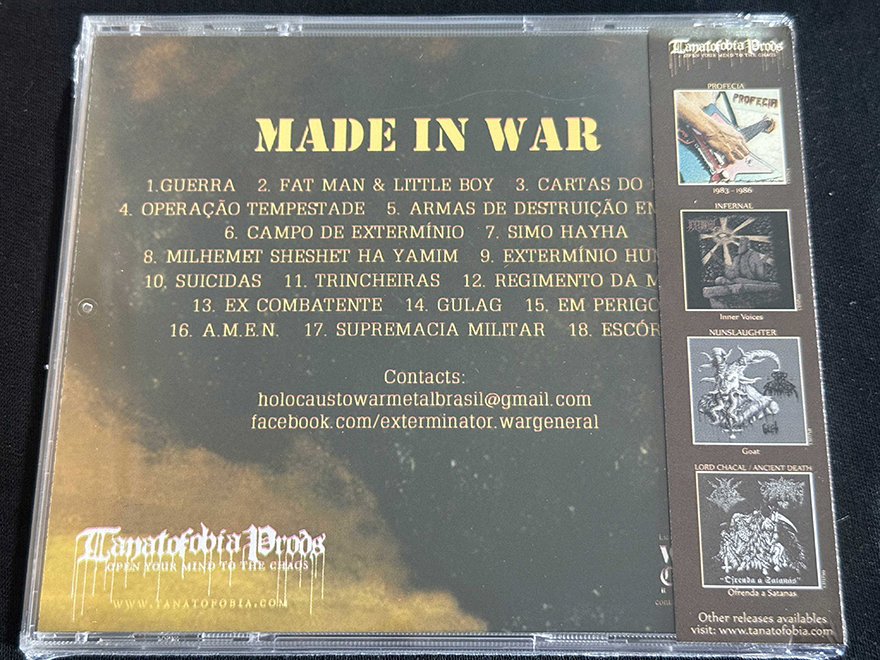 MADE IN WAR
1.GUERRA 2. FAT MAN & LITTLE BOY 3. CARTAS DO
4. OPERAÇÃO TEMPESTADE 5. ARMAS DE DESTRUIÇÃO
6. CAMPO DE EXTERMÍNIO 7. SIMO HAYHA
8. MILHEMET SHESHET HA YAMIM 9. EXTERMÍNIO
10. SUICIDAS 11. TRINCHEIRAS 12. REGIMENTO DA
13. EX COMBATENTE 14. GULAG 15. EM PERIGO
16. A.M.E.N. 17. SUPREMACIA MILITAR 18.
Contacts:
holocaustowarmetalbrasil@gmail.com
facebook.com/exterminator.wargeneral
Tanatofobia Prods
OPEN YOUR MIND TO THE CHAOS
WWW.TANATOFOBIA.COM
Tanatofobia Prods
OPEN YOUR MIND TO THE CHAOS
PROFECIA
PROFECIA
1983 - 1986
INFERNAL
Inner Voices
NUNSLAUGHTER
Goat
LORD CHACAL / ANCIENT DEATH
"Ofrenda a Satanás"
Ofrenda a Satanas
Other releases availables
visit: www.tanatofobia.com